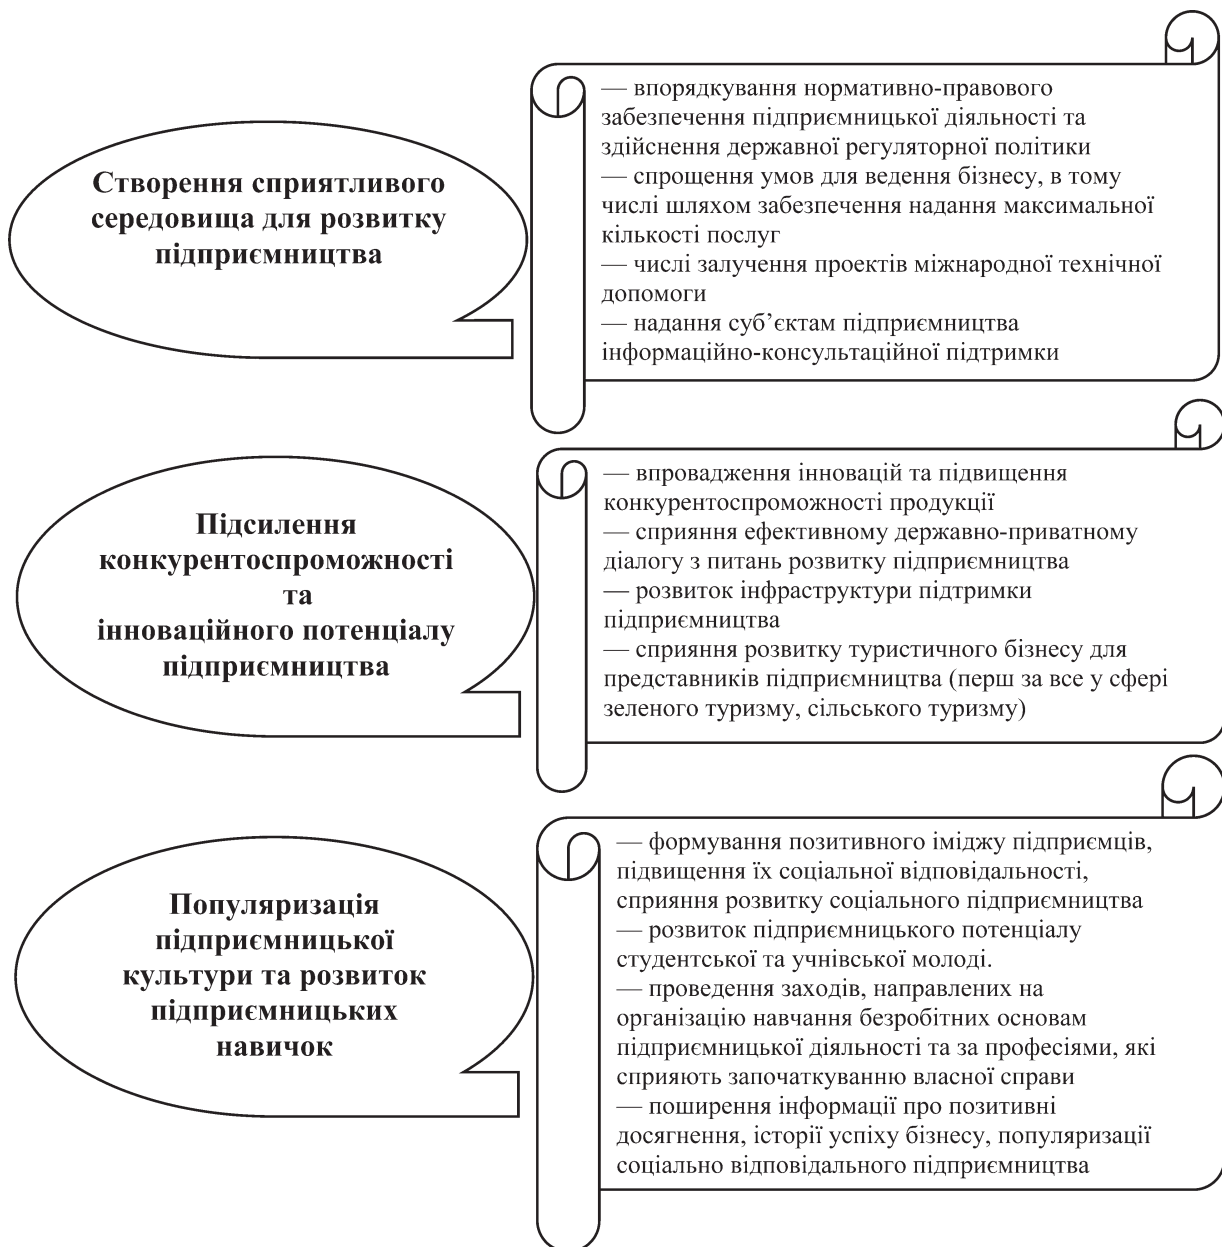 Створення сприятливого
середовища для розвитку
підприємництва
— впорядкування нормативно-правового
забезпечення підприємницької діяльності та
здійснення державної регуляторної політики
— спрощення умов для ведення бізнесу, в тому
числі шляхом забезпечення надання максимальної
кількості послуг
— числі залучення проектів міжнародної технічної
допомоги
— надання суб’єктам підприємництва
інформаційно-консультаційної підтримки
Підсилення
конкурентоспроможності
та
інноваційного потенціалу
підприємництва
— впровадження інновацій та підвищення
конкурентоспроможності продукції
— сприяння ефективному державно-приватному
діалогу з питань розвитку підприємництва
— розвиток інфраструктури підтримки
підприємництва
— сприяння розвитку туристичного бізнесу для
представників підприємництва (перш за все у сфері
зеленого туризму, сільського туризму)
Популяризація
підприємницької
культури та розвиток
підприємницьких
навичок
— формування позитивного іміджу підприємців,
підвищення їх соціальної відповідальності,
сприяння розвитку соціального підприємництва
— розвиток підприємницького потенціалу
студентської та учнівської молоді.
— проведення заходів, направлених на
організацію навчання безробітних основам
підприємницької діяльності та за професіями, які
сприяють започаткуванню власної справи
— поширення інформації про позитивні
досягнення, історії успіху бізнесу, популяризації
соціально відповідального підприємництва